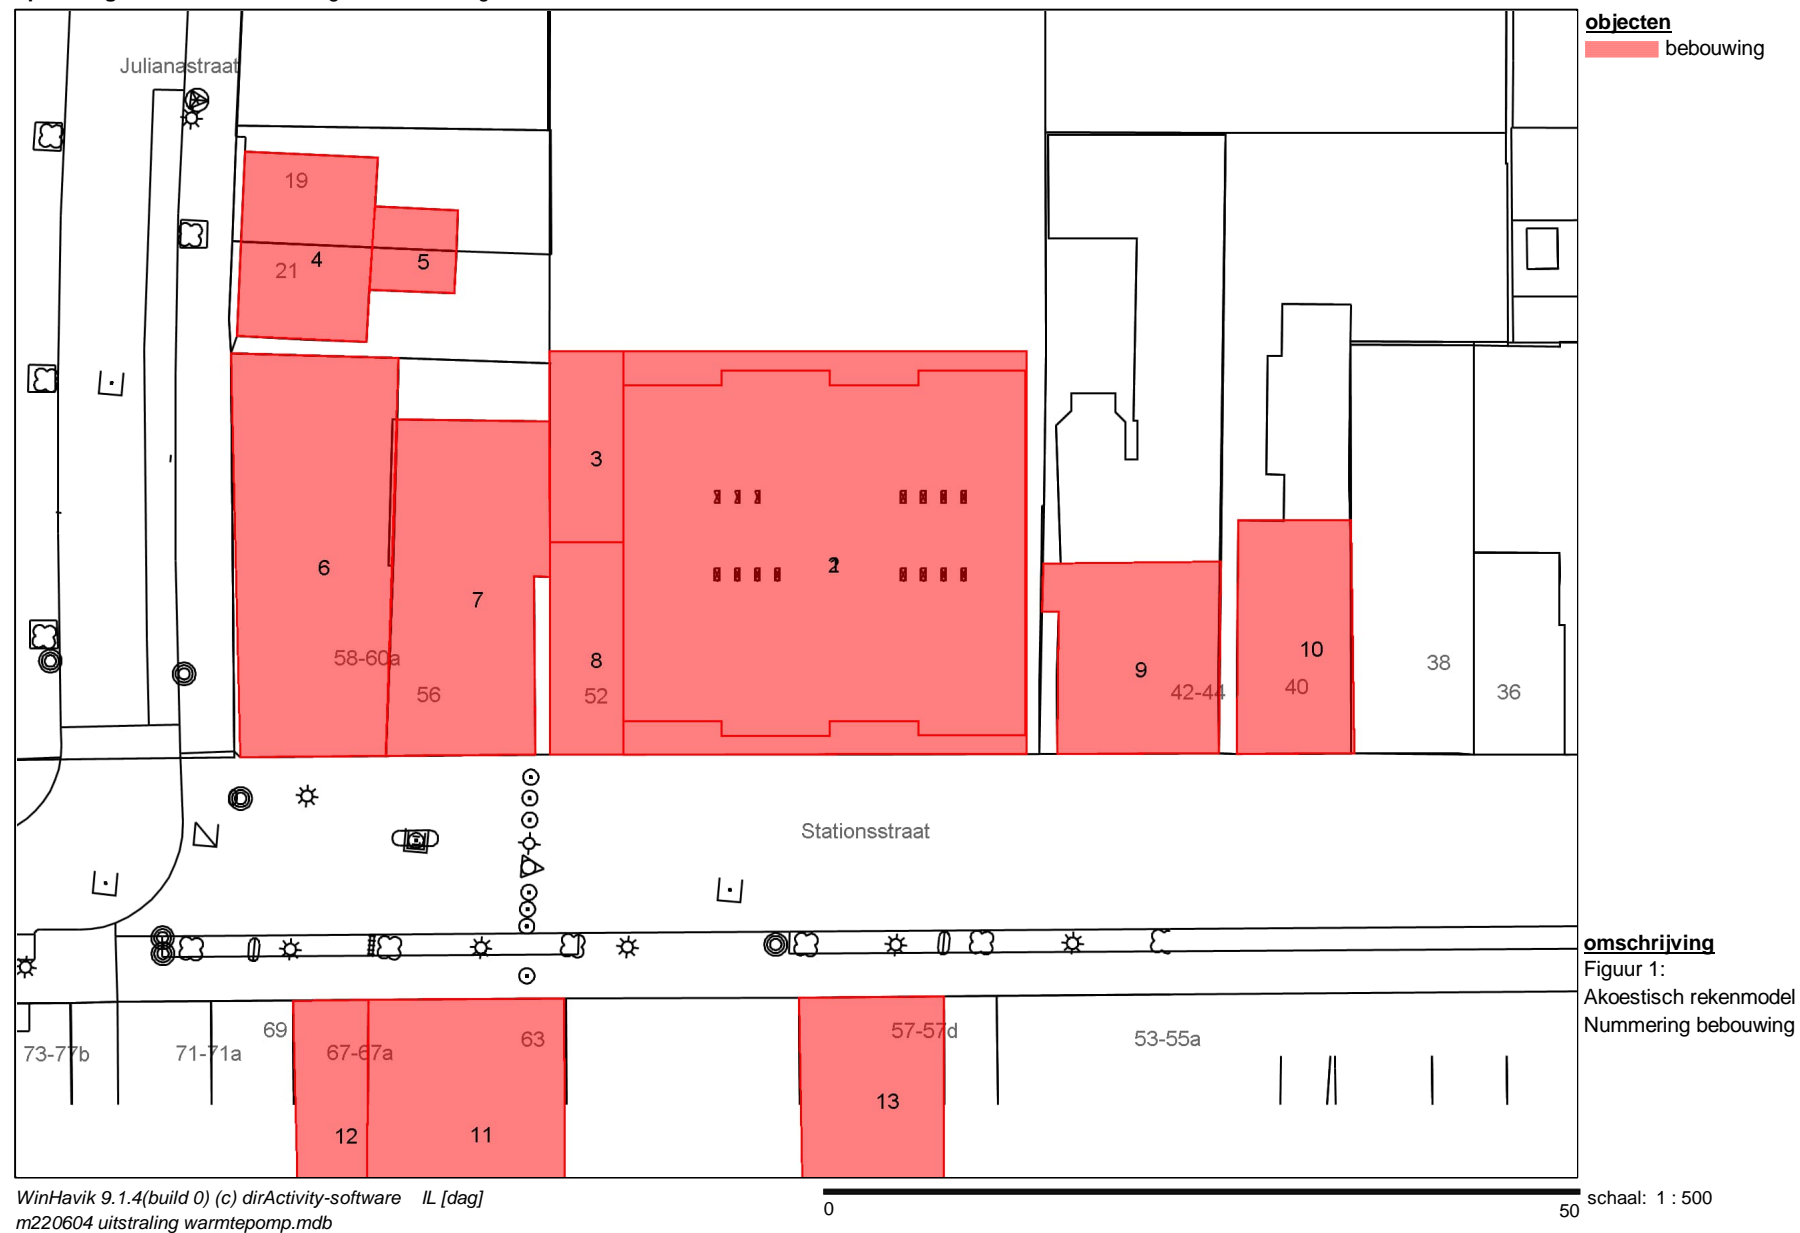 objecten
bebouwing
Julianastraat
19
21
4
5
3
6
7
58-60a
56
8
52
9
42-44
10
40
38
36
Stationsstraat
omschrijving
Figuur 1:
Akoestisch rekenmodel
Nummering bebouwing
73-77b
71-71a
69
67-67a
63
57-57d
53-55a
12
11
13
WinHavik 9.1.4(build 0) (c) dirActivity-software IL [dag]
m220604 uitstraling warmtepomp.mdb
0
50
schaal: 1 : 500